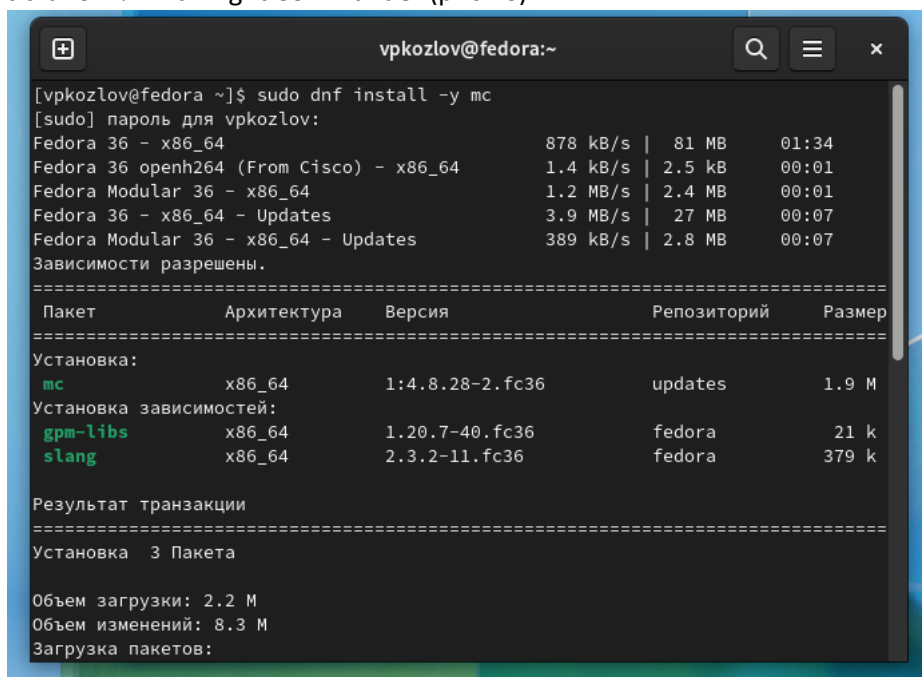 vpkozlov@fedora:~
[vpkozlov@fedora ~]$ sudo dnf install -y mc
[sudo] пароль для vpkozlov:
Fedora 36 - x86_64 878 kB/s | 81 MB 01:34
Fedora 36 openh264 (From Cisco) - x86_64 1.4 kB/s | 2.5 kB 00:01
Fedora Modular 36 - x86_64 1.2 MB/s | 2.4 MB 00:01
Fedora 36 - x86_64 - Updates 3.9 MB/s | 27 MB 00:07
Fedora Modular 36 - x86_64 - Updates 389 kB/s | 2.8 MB 00:07
Зависимости разрешены.
================================================================================
Пакет Архитектура Версия Репозиторий Размер
================================================================================
Установка:
mc x86_64 1:4.8.28-2.fc36 updates 1.9 M
Установка зависимостей:
gpm-libs x86_64 1.20.7-40.fc36 fedora 21 k
slang x86_64 2.3.2-11.fc36 fedora 379 k
Результат транзакции
================================================================================
Установка 3 Пакета
Объем загрузки: 2.2 M
Объем изменений: 8.3 M
Загрузка пакетов: